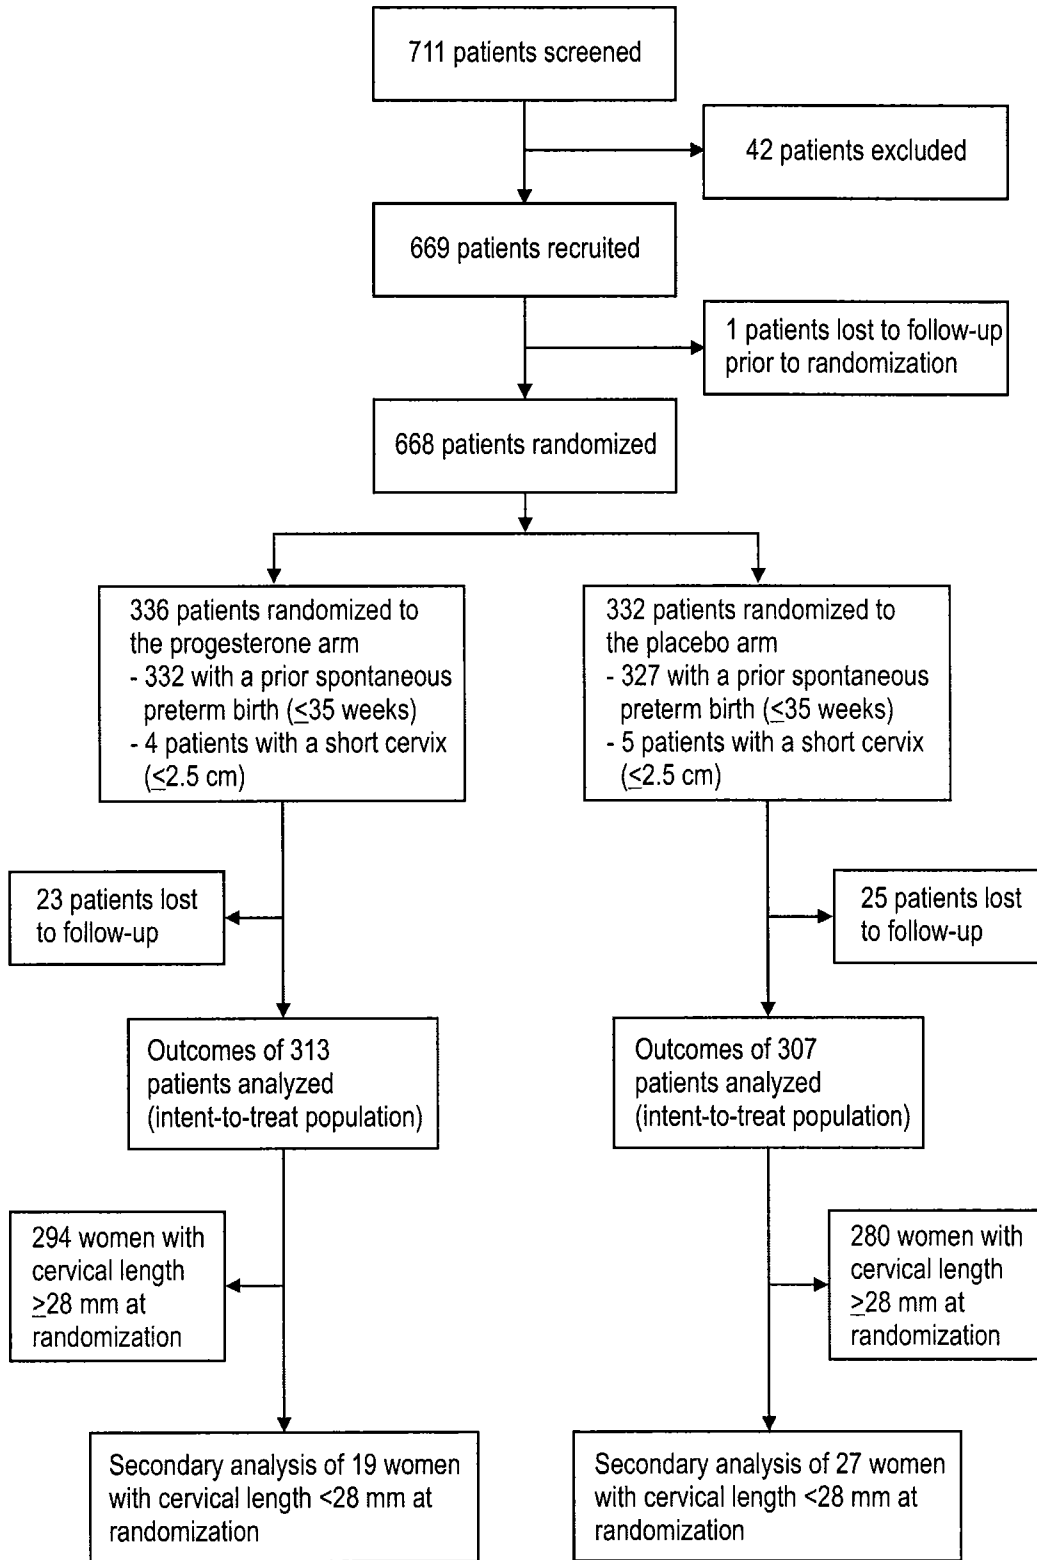 711 patients screened
42 patients excluded
669 patients recruited
1 patients lost to follow-up
prior to randomization
668 patients randomized
336 patients randomized to
the progesterone arm
- 332 with a prior spontaneous
preterm birth (≤35 weeks)
- 4 patients with a short cervix
(≤2.5 cm)
332 patients randomized to
the placebo arm
- 327 with a prior spontaneous
preterm birth (≤35 weeks)
- 5 patients with a short cervix
(≤2.5 cm)
23 patients lost
to follow-up
25 patients lost
to follow-up
Outcomes of 313
patients analyzed
(intent-to-treat population)
Outcomes of 307
patients analyzed
(intent-to-treat population)
294 women with
cervical length
≥28 mm at
randomization
280 women with
cervical length
≥28 mm at
randomization
Secondary analysis of 19 women
with cervical length <28 mm at
randomization
Secondary analysis of 27 women
with cervical length <28 mm at
randomization